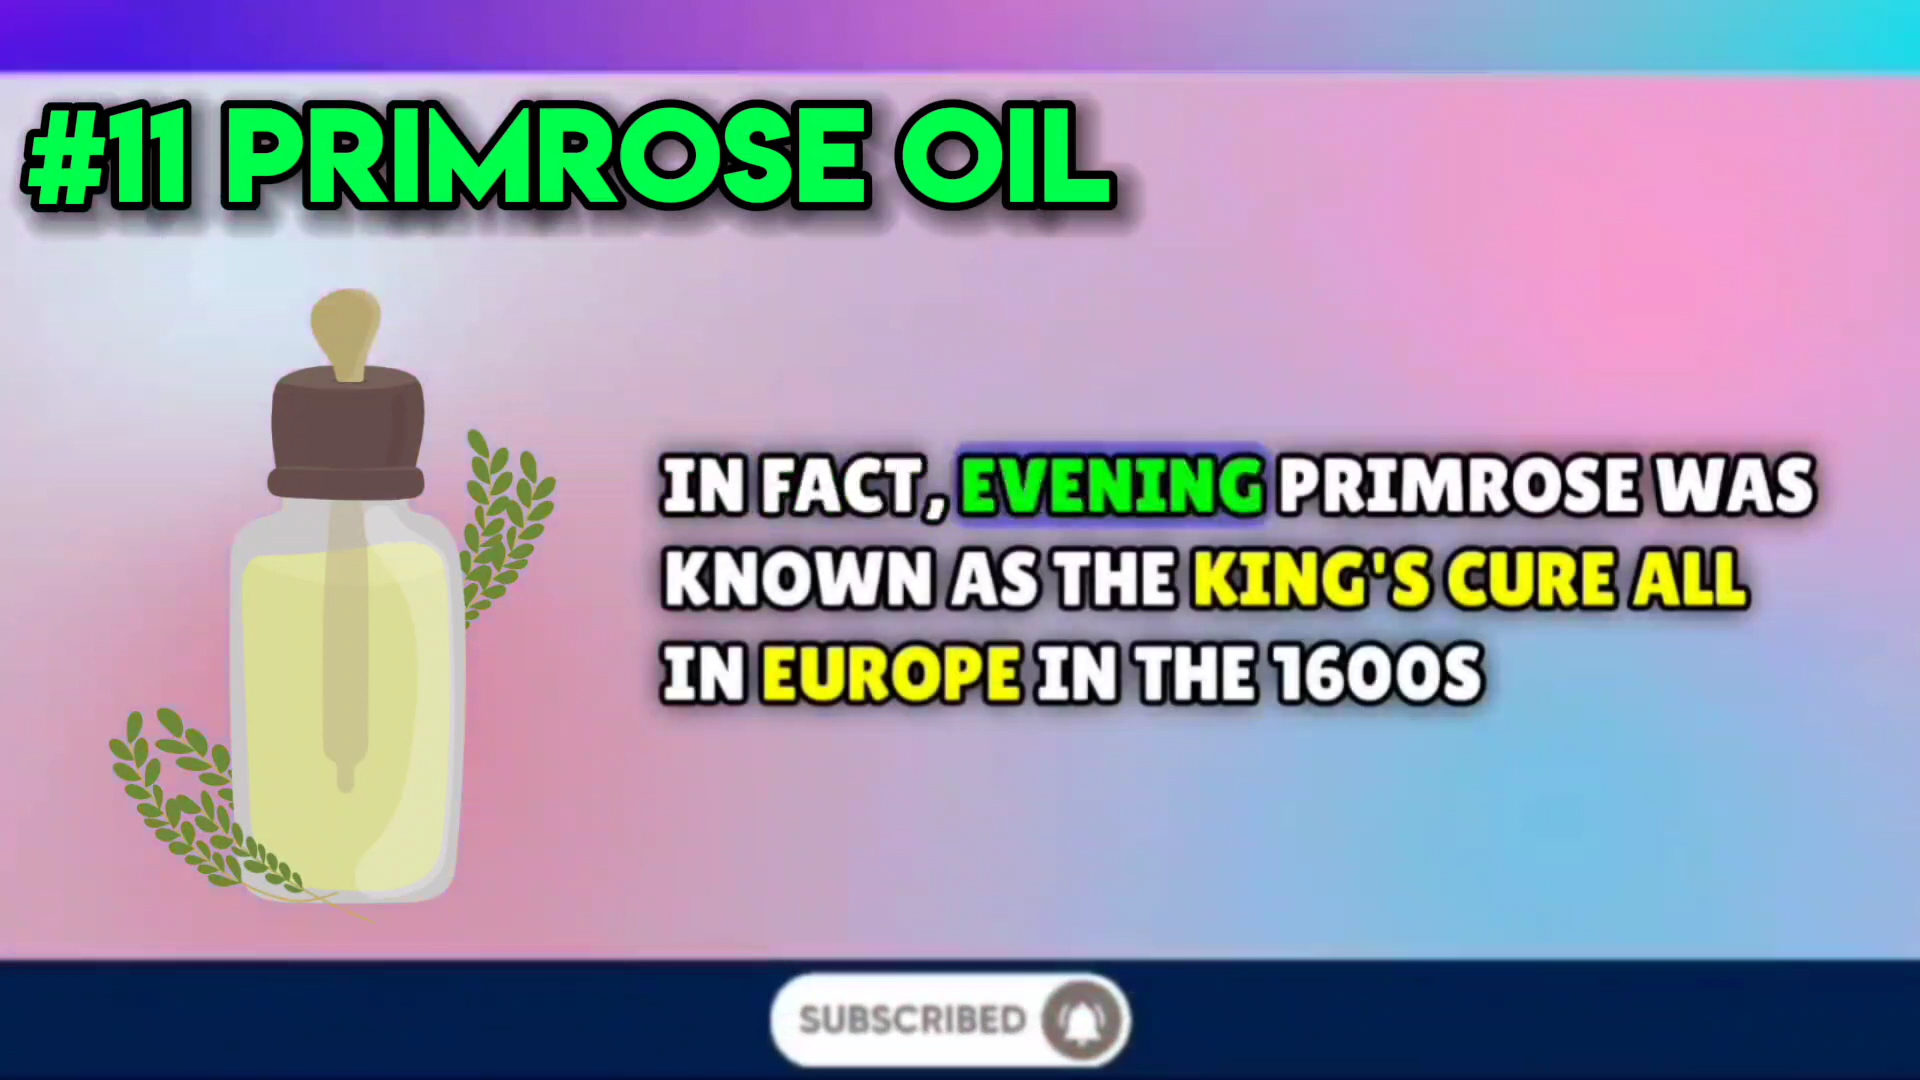 #11 PRIMROSE OIL
IN FACT, EVENING PRIMROSE WAS
KNOWN AS THE KING'S CURE ALL
IN EUROPE IN THE 1600S
SUBSCRIBED